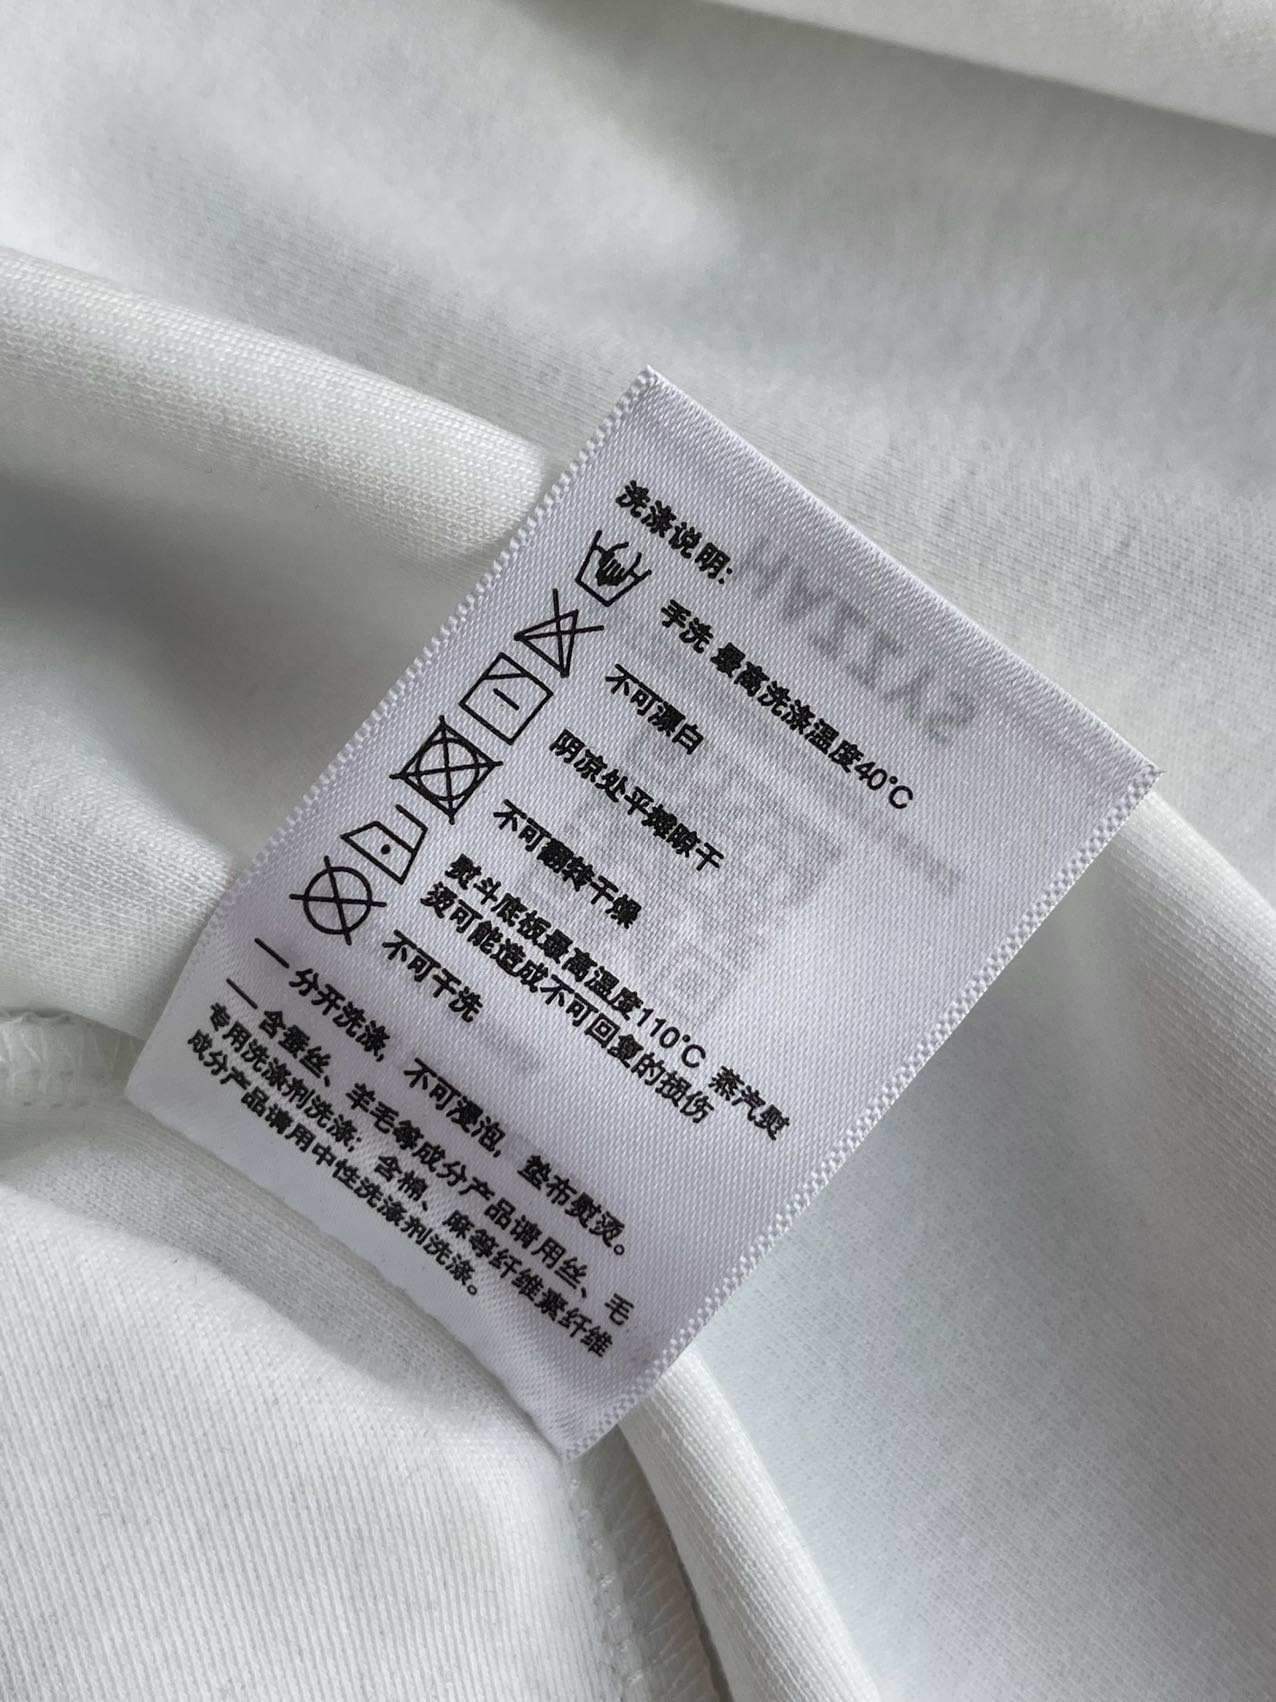 洗涤说明:
手洗 最高洗涤温度40℃
不可漂白
阴凉处平摊晾干
不可翻转干燥
熨斗底板最高温度110℃ 蒸汽熨
烫可能造成不可回复的损伤
不可干洗
— 分开洗涤, 不可浸泡, 垫布熨烫。
— 含蚕丝、羊毛等成分产品请用丝、毛
专用洗涤剂洗涤; 含棉、麻等纤维素纤维
成分产品请用中性洗涤剂洗涤。